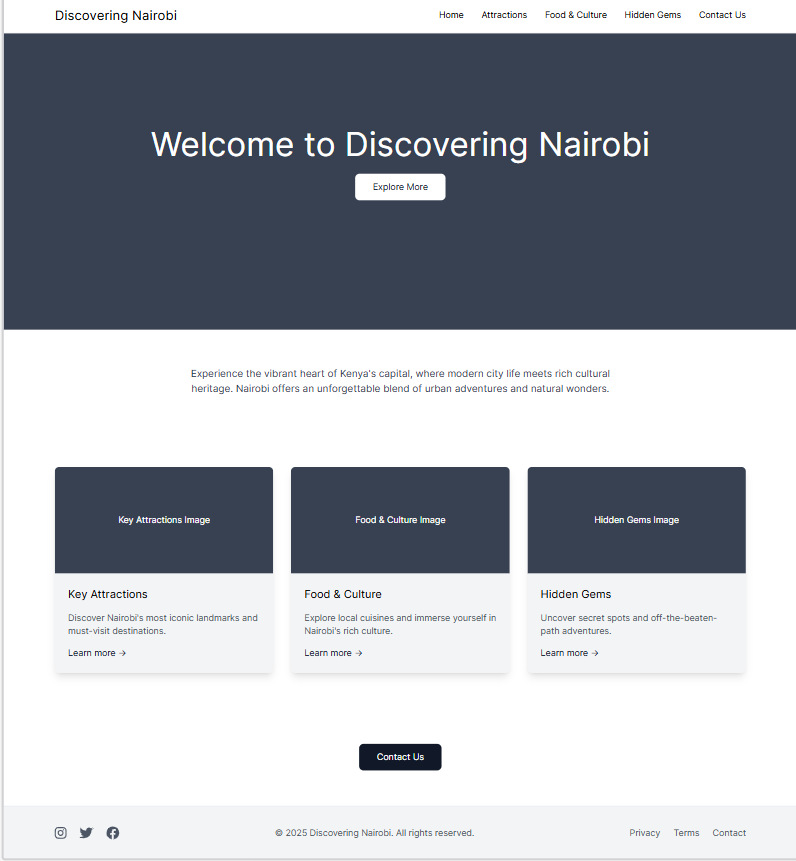 Discovering Nairobi
Home Attractions Food & Culture Hidden Gems Contact Us
Welcome to Discovering Nairobi
Explore More
Experience the vibrant heart of Kenya's capital, where modern city life meets rich cultural
heritage. Nairobi offers an unforgettable blend of urban adventures and natural wonders.
Key Attractions Image
Key Attractions
Discover Nairobi's most iconic landmarks and
must-visit destinations.
Learn more →
Food & Culture Image
Food & Culture
Explore local cuisines and immerse yourself in
Nairobi's rich culture.
Learn more →
Hidden Gems Image
Hidden Gems
Uncover secret spots and off-the-beaten-
path adventures.
Learn more →
Contact Us
© 2025 Discovering Nairobi. All rights reserved.
Privacy Terms Contact